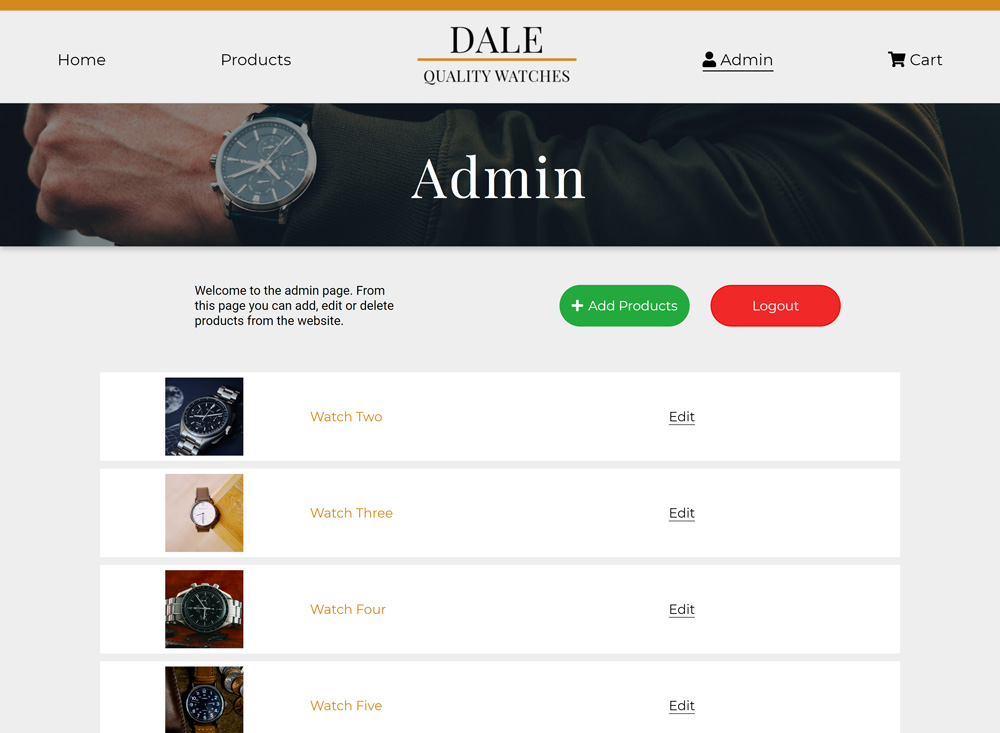 Home
Products
DALE
QUALITY WATCHES
Admin
Cart
Admin
Welcome to the admin page. From
this page you can add, edit or delete
products from the website.
Add Products
Logout
Watch Two
Edit
Watch Three
Edit
Watch Four
Edit
Watch Five
Edit